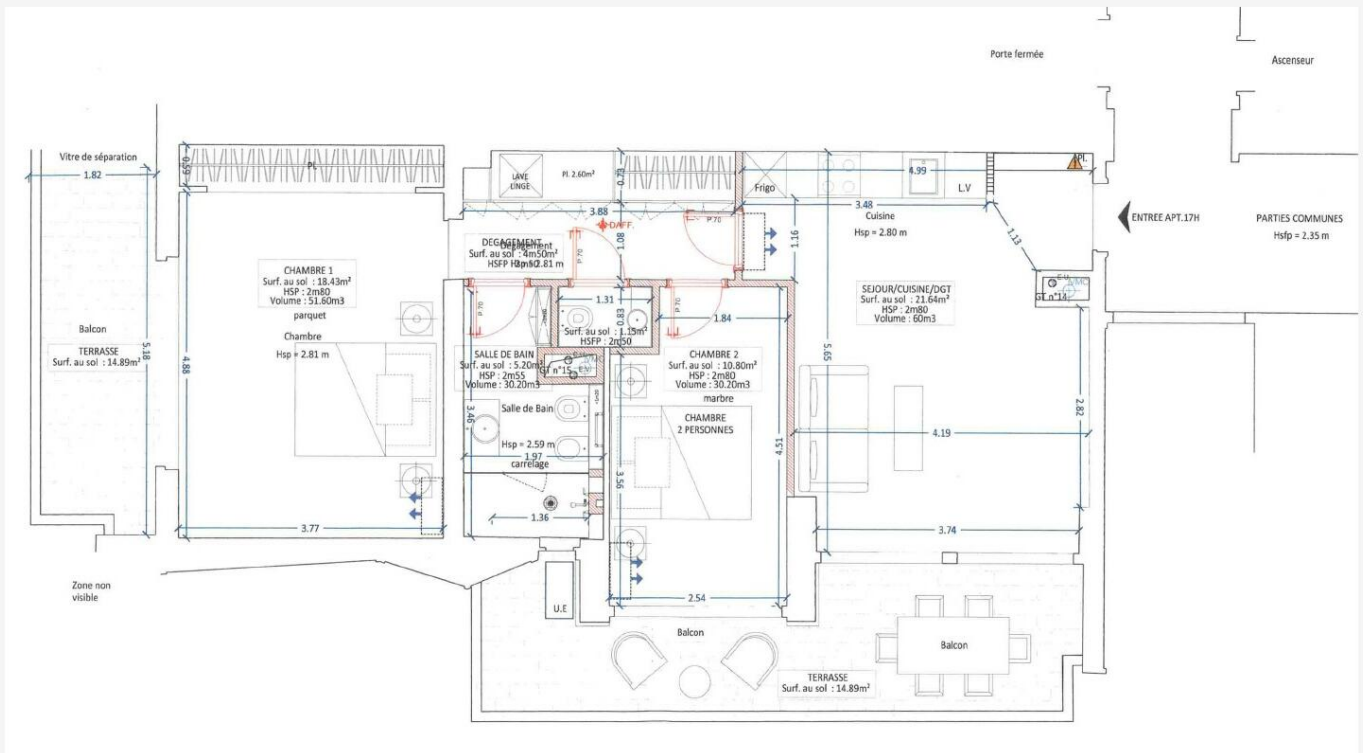 Porte fermée
Ascenseur
Vitre de séparation
1.82
0.59
PL
LAVE
LINGE
Pl. 2.60m²
0.73
Frigo
4.99
L.V
Pl.
3.88
DAFF.
P.70
3.48
Cuisine
Hsp = 2.80 m
ENTREE APT.17H
PARTIES COMMUNES
Hsfp = 2.35 m
1.16
1.13
1.08
P.70
DEGAGEMENT
Dégagement
Surf. au sol : 4m50m²
CHAMBRE 1
Surf. au sol : 18.43m²
HSP : 2m80
Volume : 51.60m3
parquet
Chambre
Hsp = 2.81 m
SEJOUR/CUISINE/DGT
Surf. au sol : 21.64m²
HSP : 2m80
Volume : 60m3
E.U
GT n°14
P.70
1.31
P.70
1.84
0.83
Surf. au sol : 1.15m²
HSFP : 2m50
Balcon
TERRASSE
Surf. au sol : 14.89m²
5.18
4.88
SALLE DE BAIN
Surf. au sol : 5.20m²
HSP : 2m55
Volume : 30.20m3
GT n°15
CHAMBRE 2
Surf. au sol : 10.80m²
HSP : 2m80
Volume : 30.20m3
marbre
5.65
2.82
3.46
Salle de Bain
Hsp = 2.59 m
1.97
carrelage
CHAMBRE
2 PERSONNES
4.51
4.19
3.56
1.36
3.77
3.74
Zone non
visible
U.E
2.54
Balcon
Balcon
TERRASSE
Surf. au sol : 14.89m²